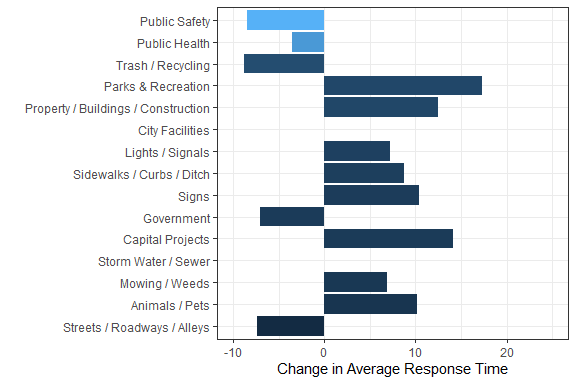 Public Safety
Public Health
Trash / Recycling
Parks & Recreation
Property / Buildings / Construction
City Facilities
Lights / Signals
Sidewalks / Curbs / Ditch
Signs
Government
Capital Projects
Storm Water / Sewer
Mowing / Weeds
Animals / Pets
Streets / Roadways / Alleys
-10 0 10 20
Change in Average Response Time